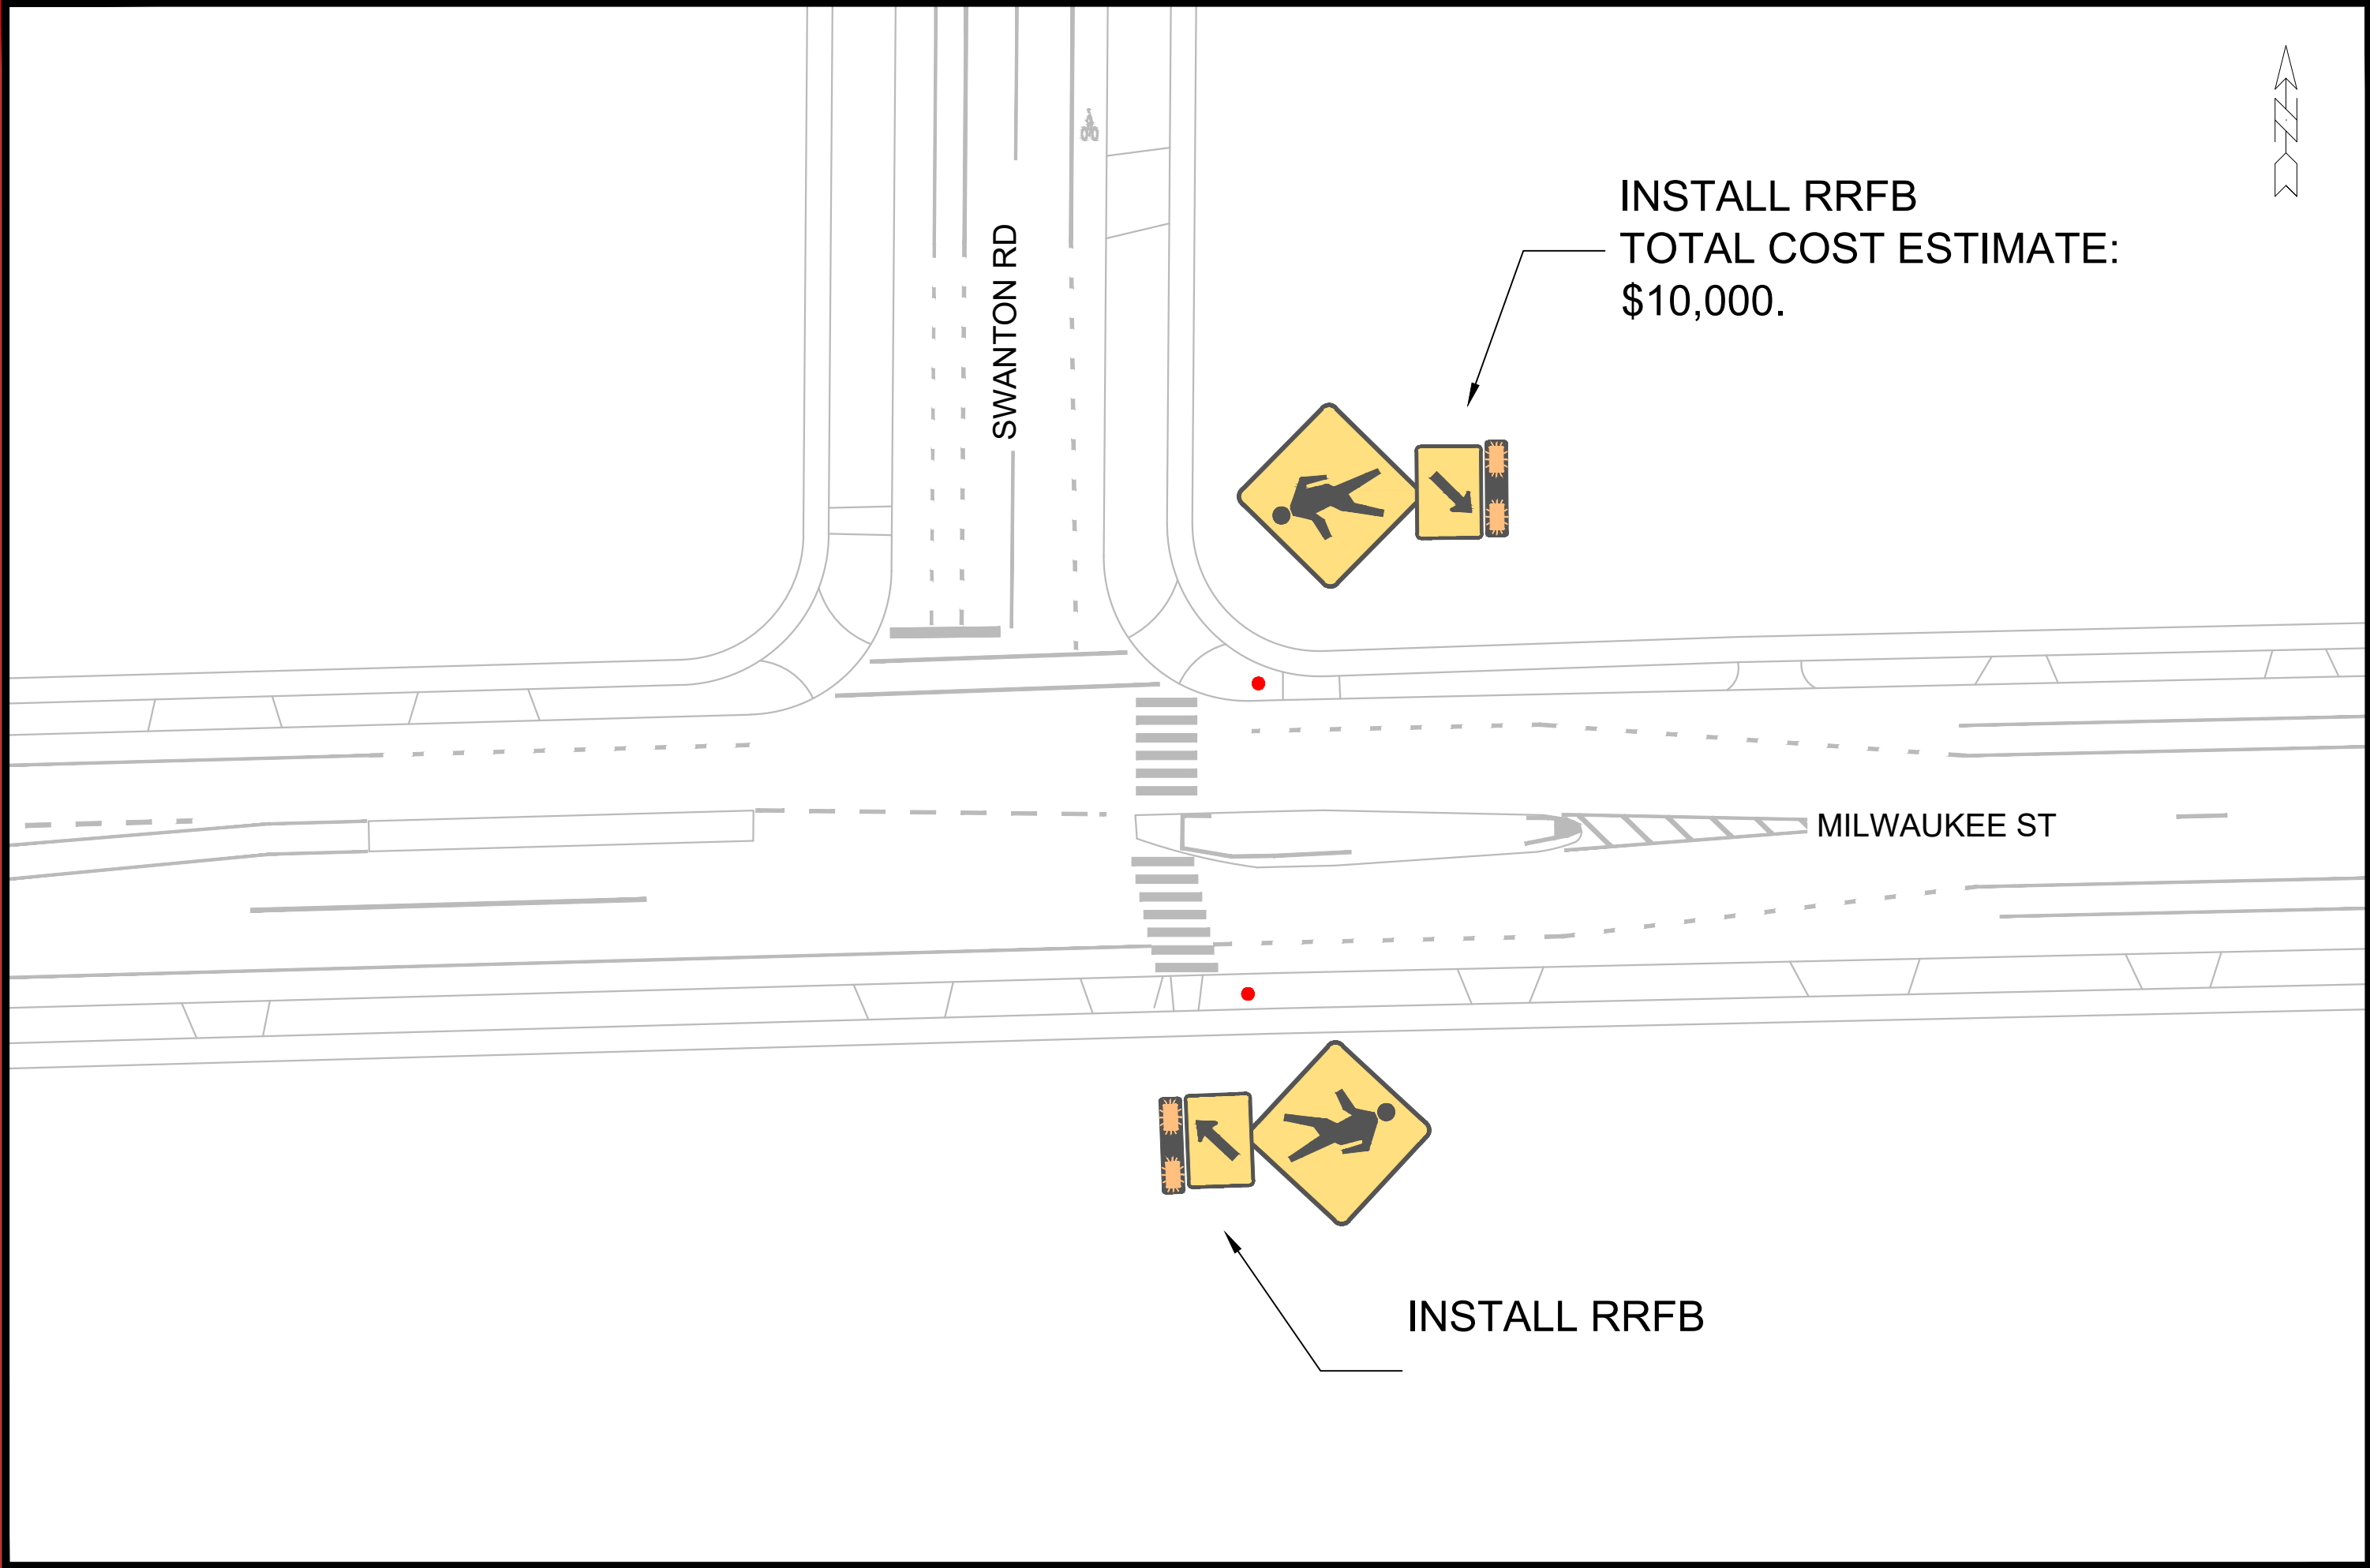 INSTALL RRFB
TOTAL COST ESTIMATE:
$10,000.
SWANTON RD
MILWAUKEE ST
INSTALL RRFB